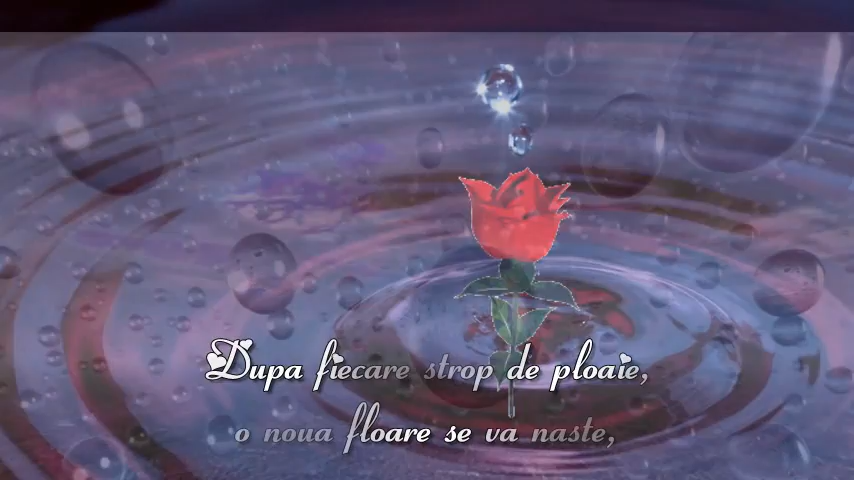 Dupa fiecare strop de ploaie,
o noua floare se va naste,